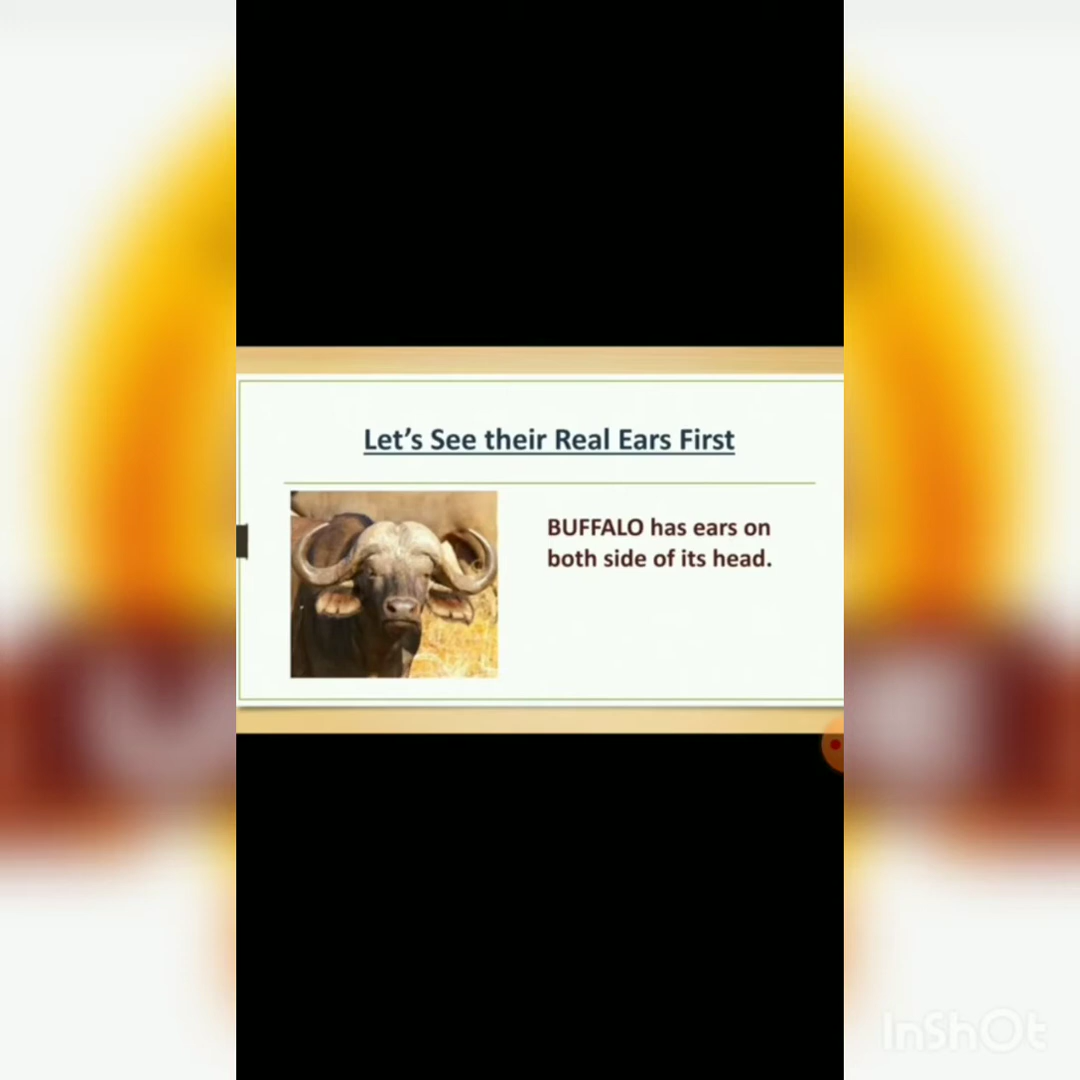 Let's See their Real Ears First
BUFFALO has ears on
both side of its head.
InShOt